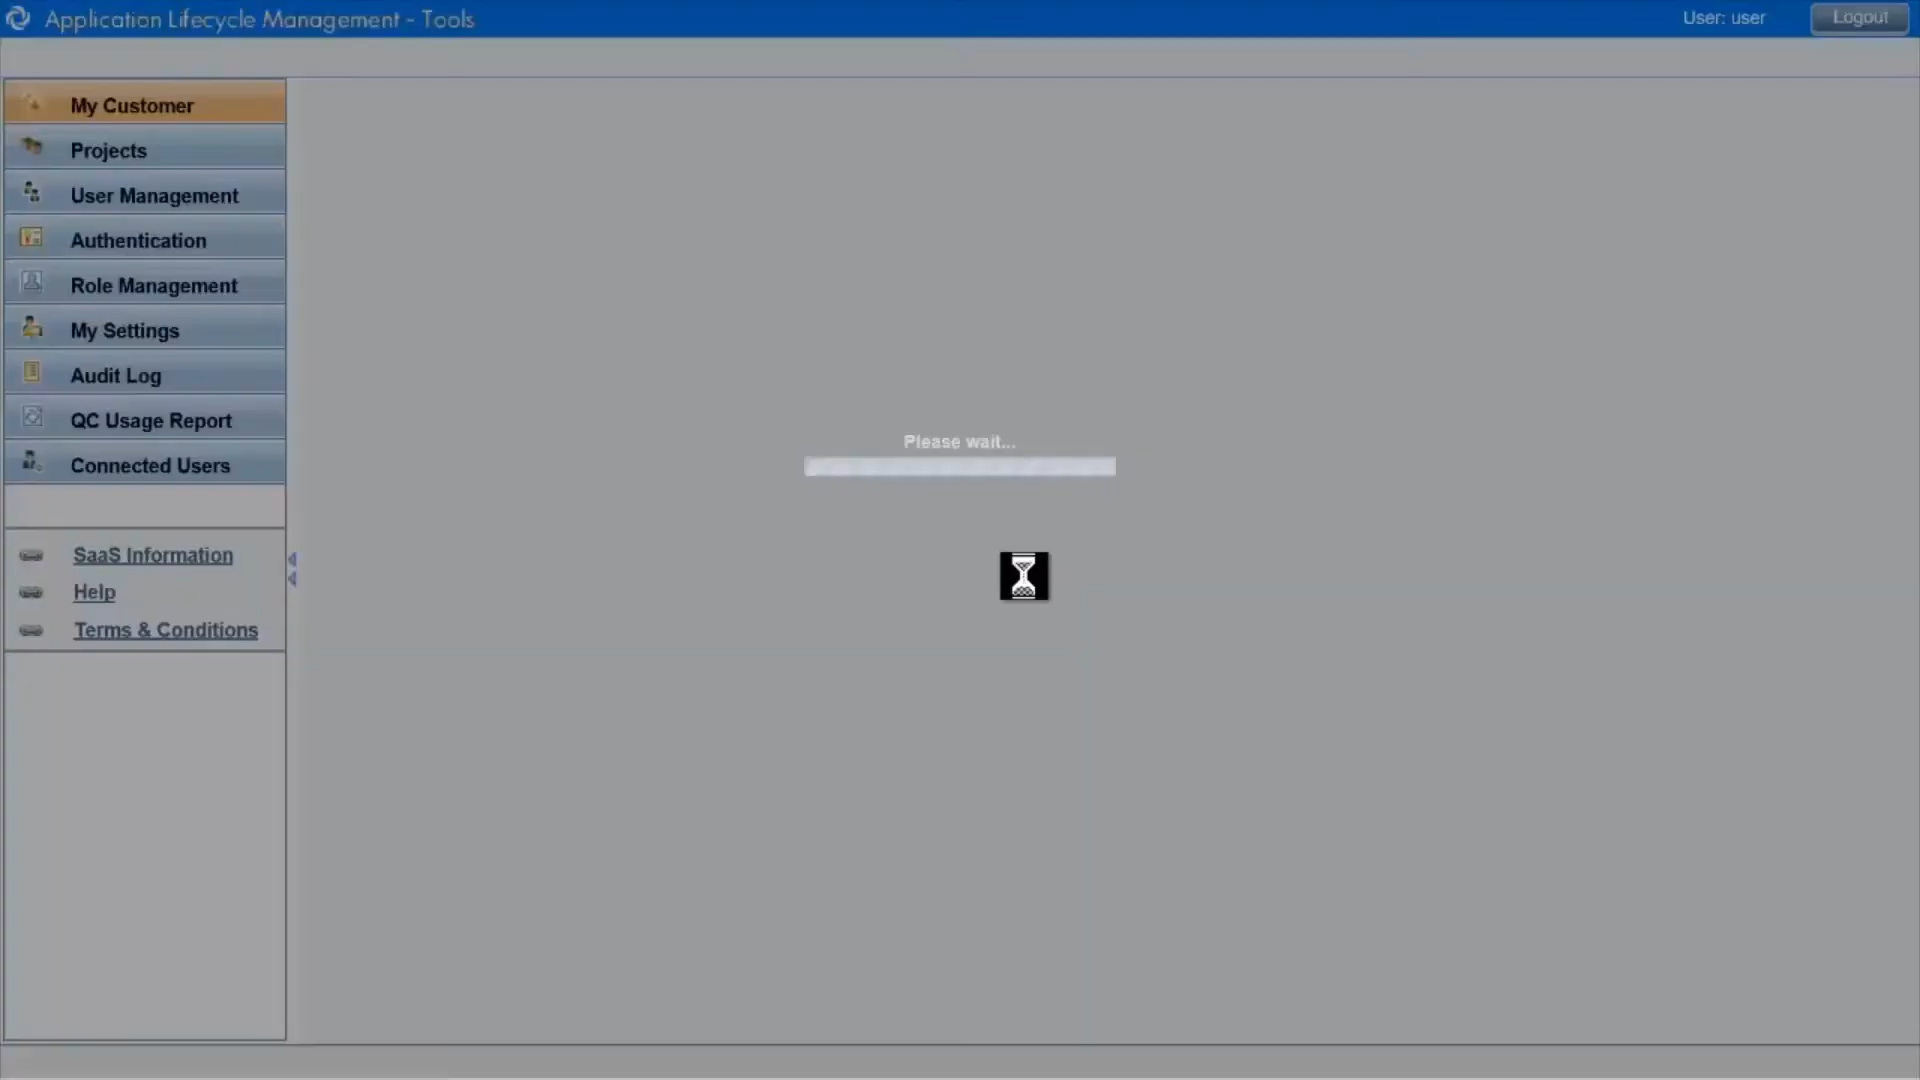 Application Lifecycle Management - Tools
User: user
Logout
My Customer
Projects
User Management
Authentication
Role Management
My Settings
Audit Log
QC Usage Report
Connected Users
Please wait...
SaaS Information
Help
Terms & Conditions